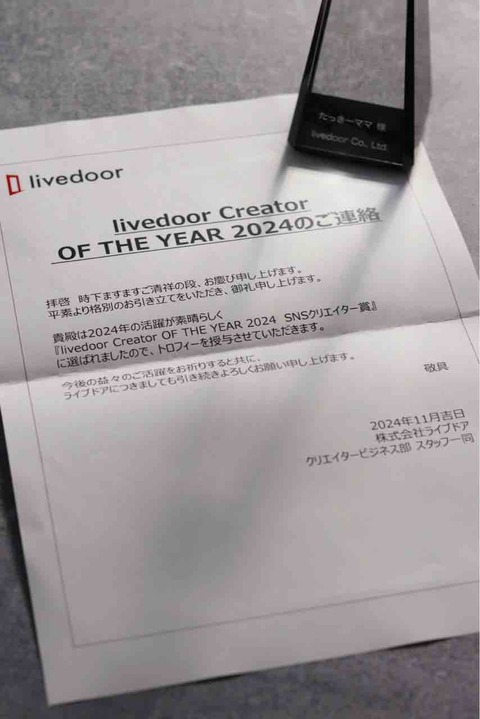 たっきーママ 様
livedoor Co., Ltd.
livedoor
livedoor Creator
OF THE YEAR 2024のご連絡
拝啓　時下ますますご清祥の段、お慶び申し上げます。
平素より格別のお引き立てをいただき、御礼申し上げます。
貴殿は2024年の活躍が素晴らしく
『livedoor Creator OF THE YEAR 2024 SNSクリエイター賞』
に選ばれましたので、トロフィーを授与させていただきます。
今後の益々のご活躍をお祈りすると共に、
ライブドアにつきましても引き続きよろしくお願い申し上げます。
敬具
2024年11月吉日
株式会社ライブドア
クリエイタービジネス部 スタッフ一同